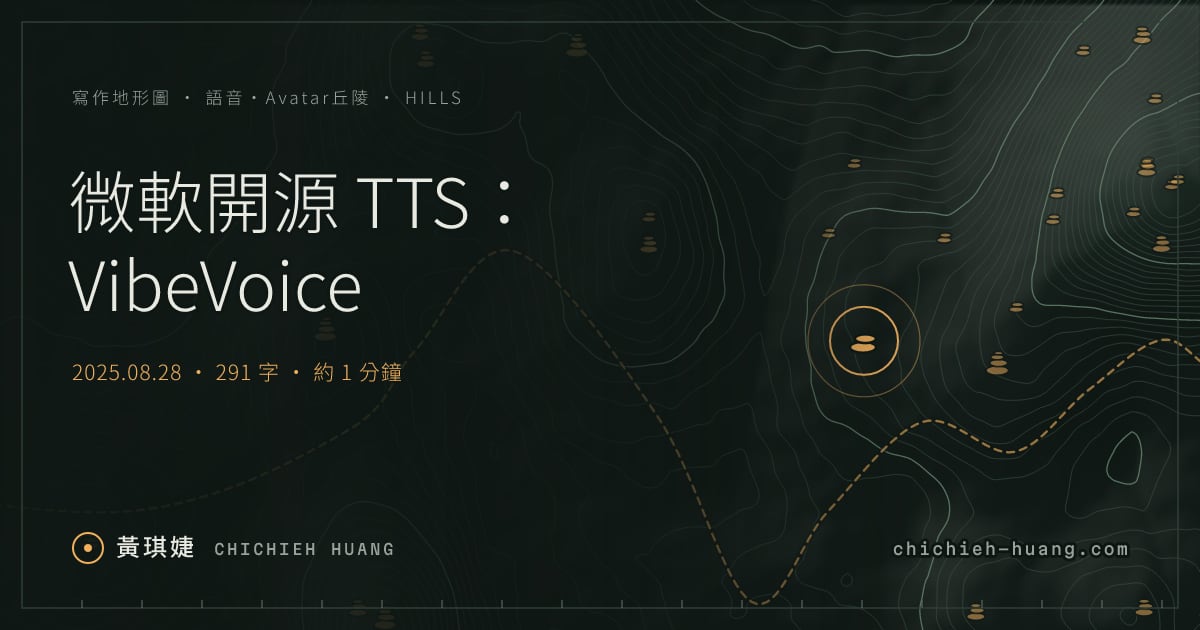 寫作地形圖 · 語音·Avatar丘陵 · HILLS
微軟開源 TTS：
VibeVoice
2025.08.28 · 291 字 · 約 1 分鐘
黃琪婕 CHICHIEH HUANG
chichieh-huang.com